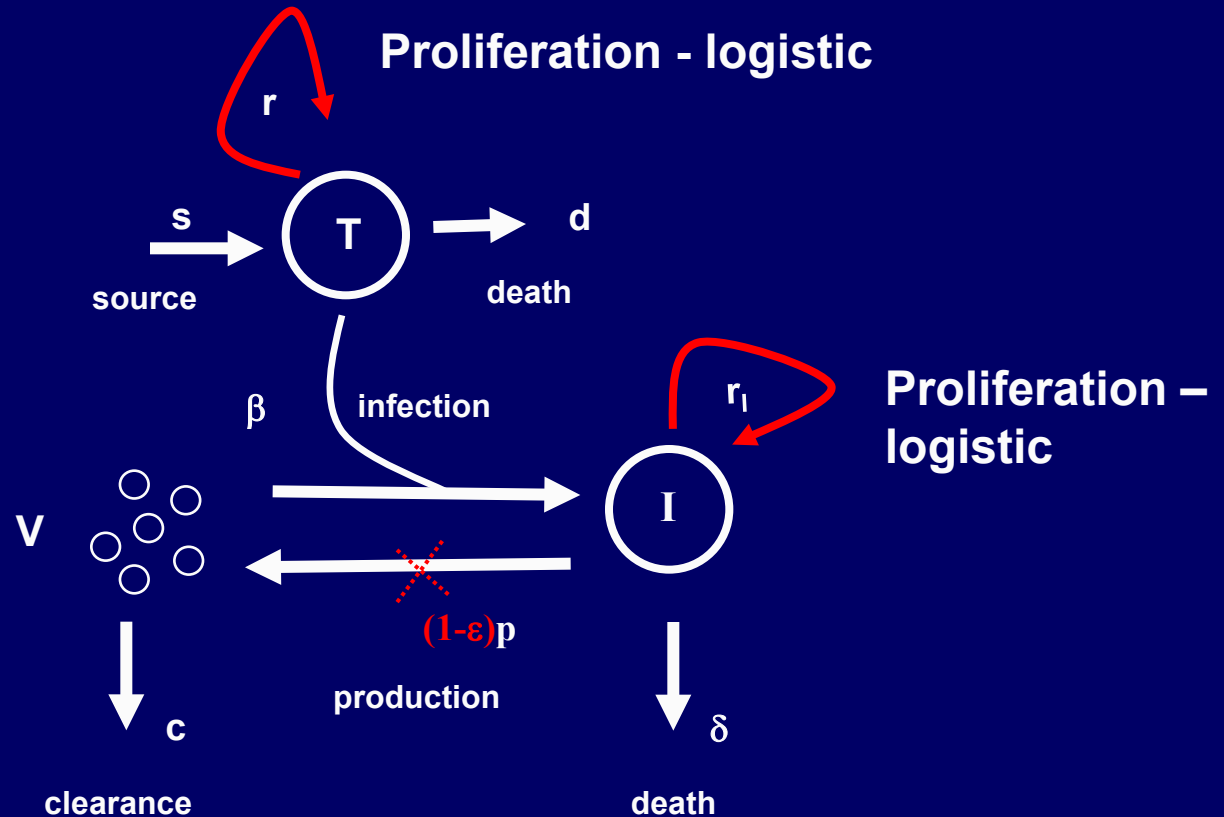 Proliferation - logistic
r
s
T
d
source
death
β
infection
r_I
Proliferation –
logistic
I
V
(1-ε)p
production
c
δ
clearance
death